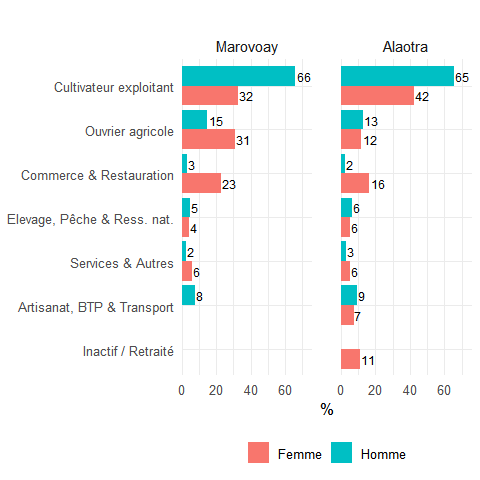 Marovoay Alaotra
Cultivateur exploitant 66 32 65 42
Ouvrier agricole 15 31 13 12
Commerce & Restauration 3 23 2 16
Elevage, Pêche & Ress. nat. 5 4 6 6
Services & Autres 2 6 3 6
Artisanat, BTP & Transport 8 9 7
Inactif / Retraité 11
0 20 40 60 0 20 40 60
%
Femme Homme